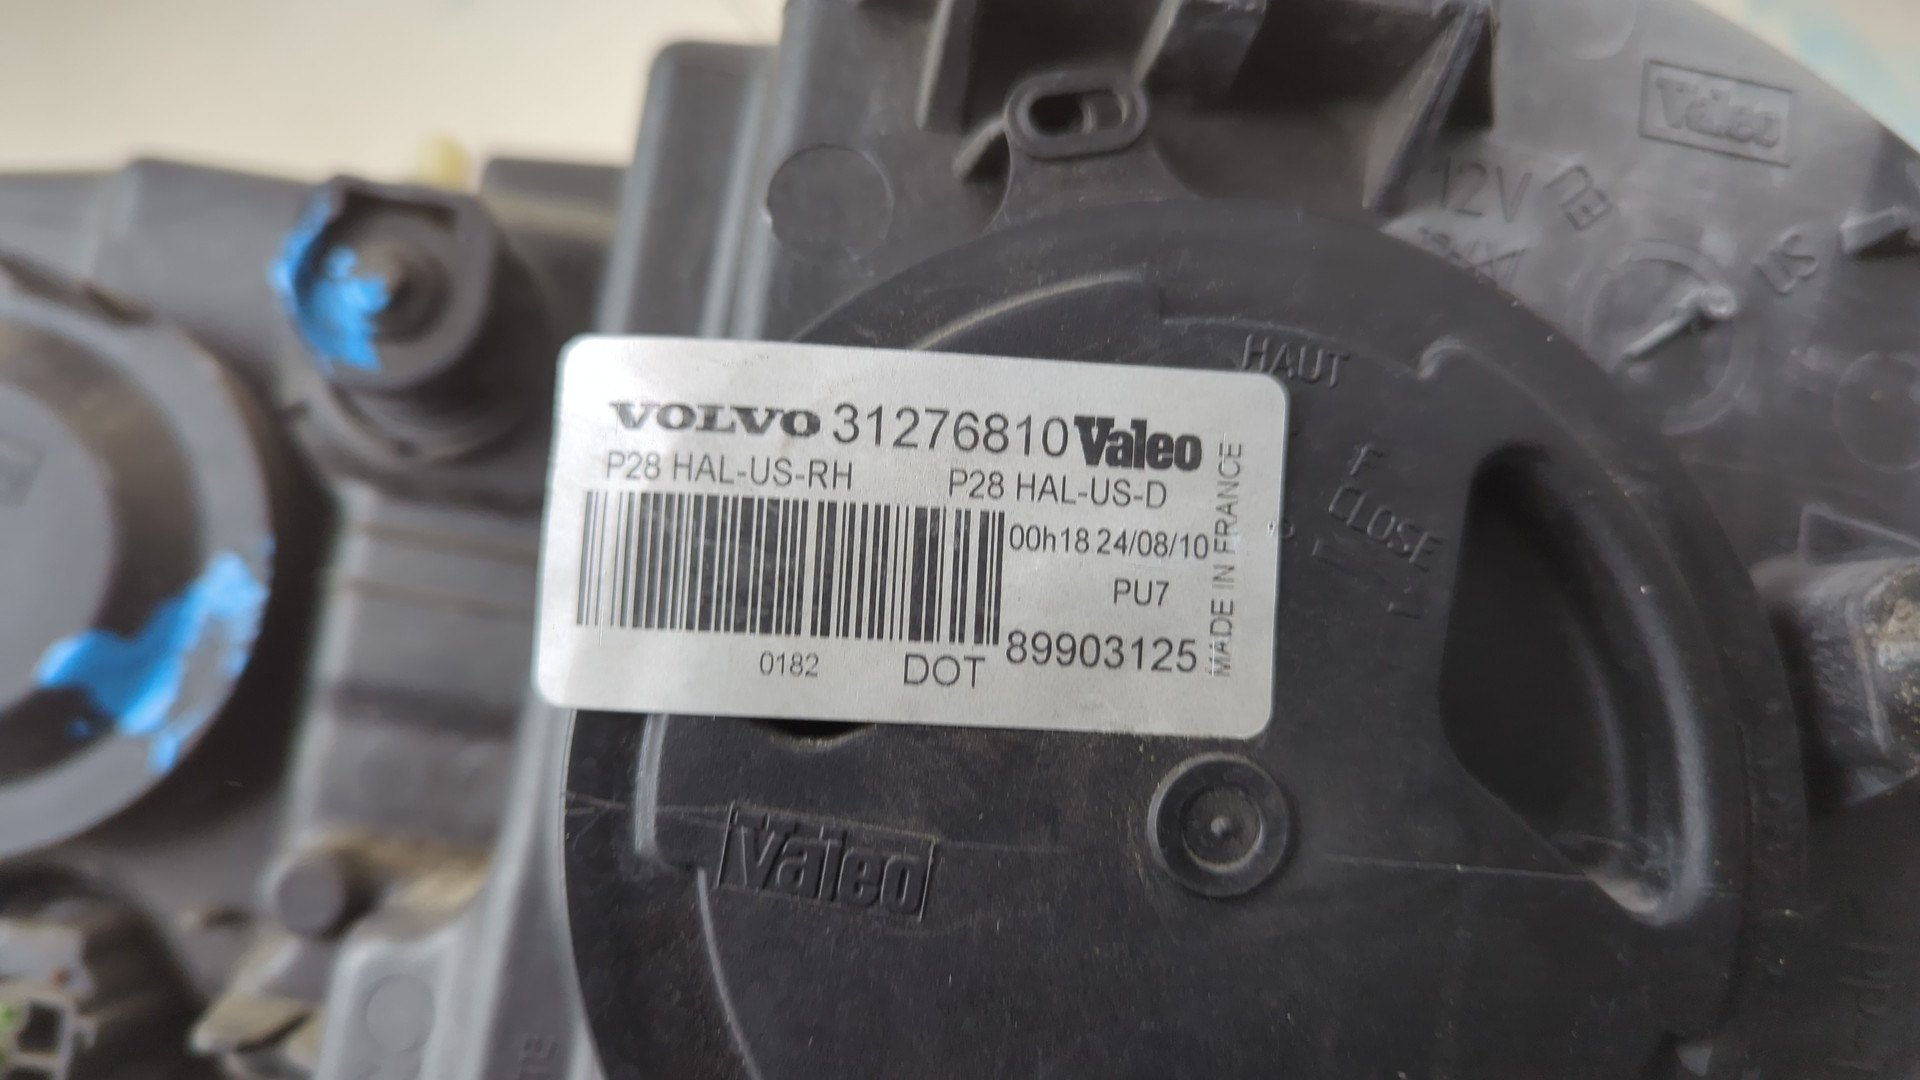 Valeo
12V
EU
US
HAUT
VOLVO 31276810 Valeo
P28 HAL-US-RH P28 HAL-US-D
00h18 24/08/10
PU7
89903125
0182 DOT
MADE IN FRANCE
CLOSE
Valeo